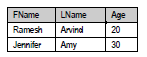 FName LName Age
Ramesh Arvind 20
Jennifer Amy 30